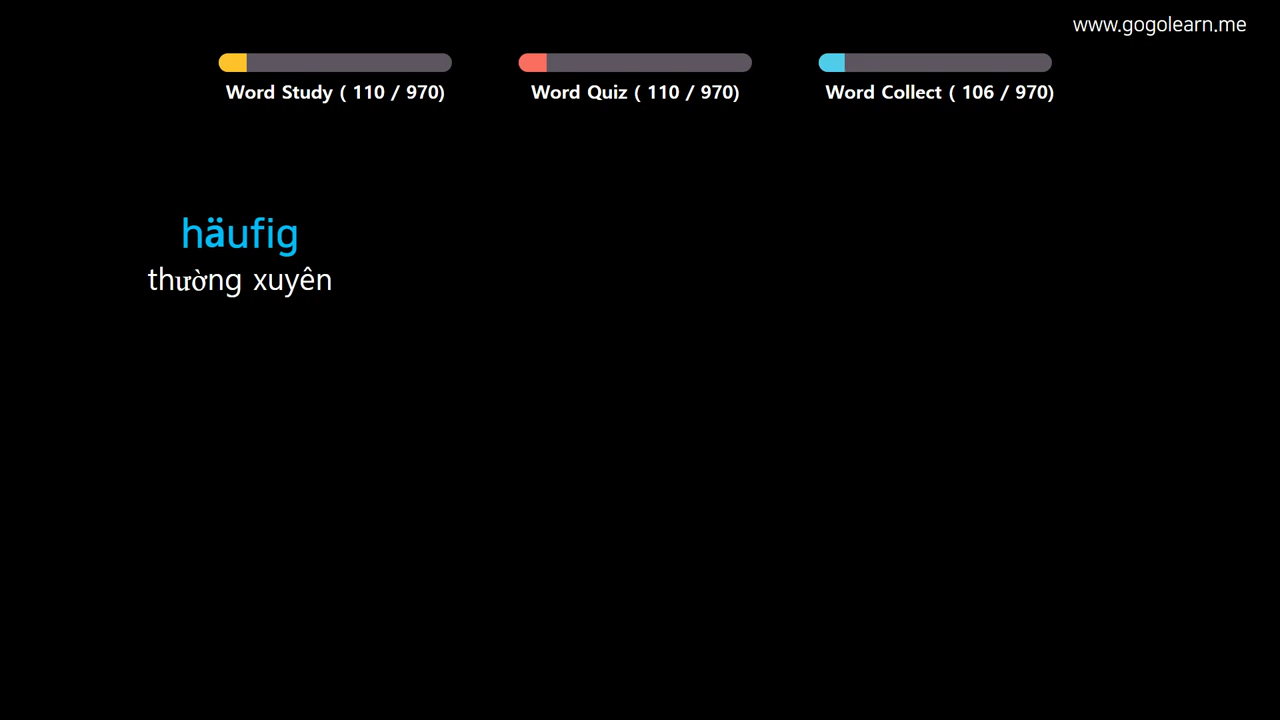 www.gogolearn.me
Word Study ( 110 / 970)
Word Quiz ( 110 / 970)
Word Collect ( 106 / 970)
häufig
thường xuyên